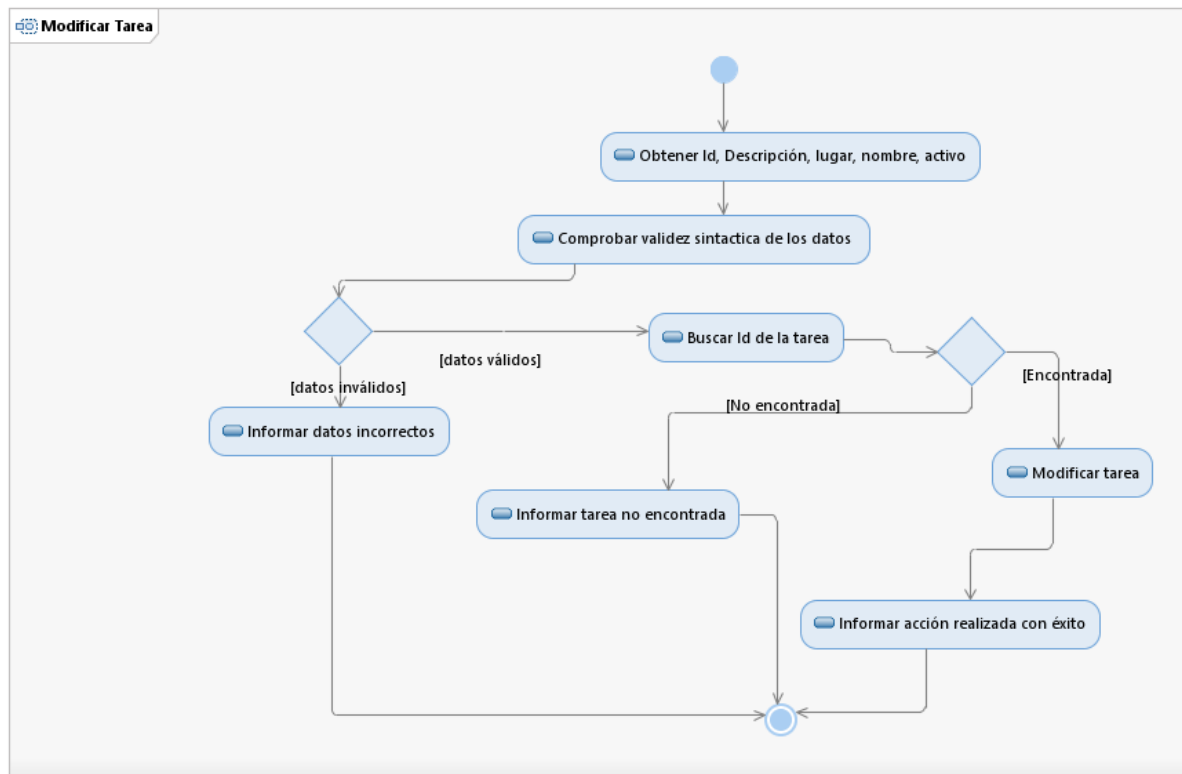 Modificar Tarea
Obtener Id, Descripción, lugar, nombre, activo
Comprobar validez sintactica de los datos
Buscar Id de la tarea
[datos válidos]
[Encontrada]
[datos inválidos]
[No encontrada]
Informar datos incorrectos
Modificar tarea
Informar tarea no encontrada
Informar acción realizada con éxito